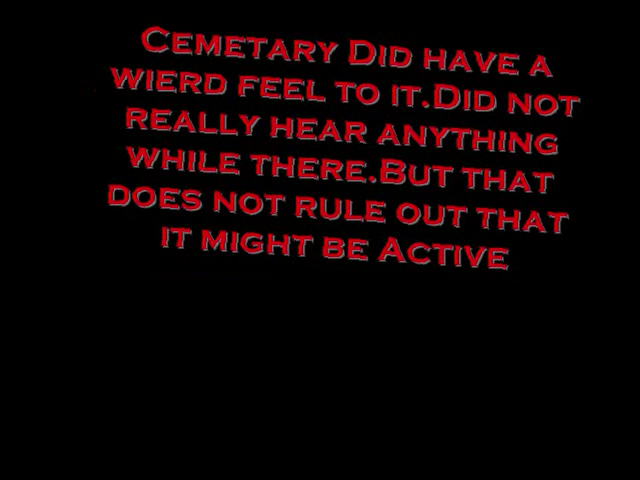 Cemetary Did have a
wierd feel to it.Did not
really hear anything
while there.But that
does not rule out that
it might be Active